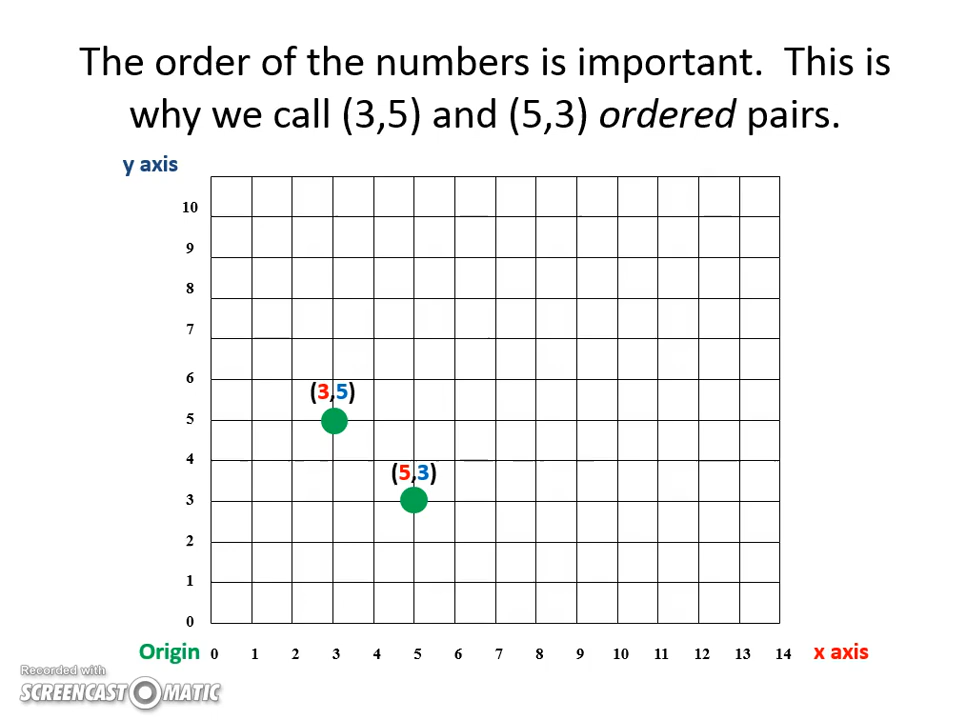 The order of the numbers is important. This is
why we call (3,5) and (5,3) ordered pairs.
y axis
10
9
8
7
6
(3,5)
5
4
(5,3)
3
2
1
0
Origin 0 1 2 3 4 5 6 7 8 9 10 11 12 13 14 x axis
Recorded with
SCREENCAST-O-MATIC